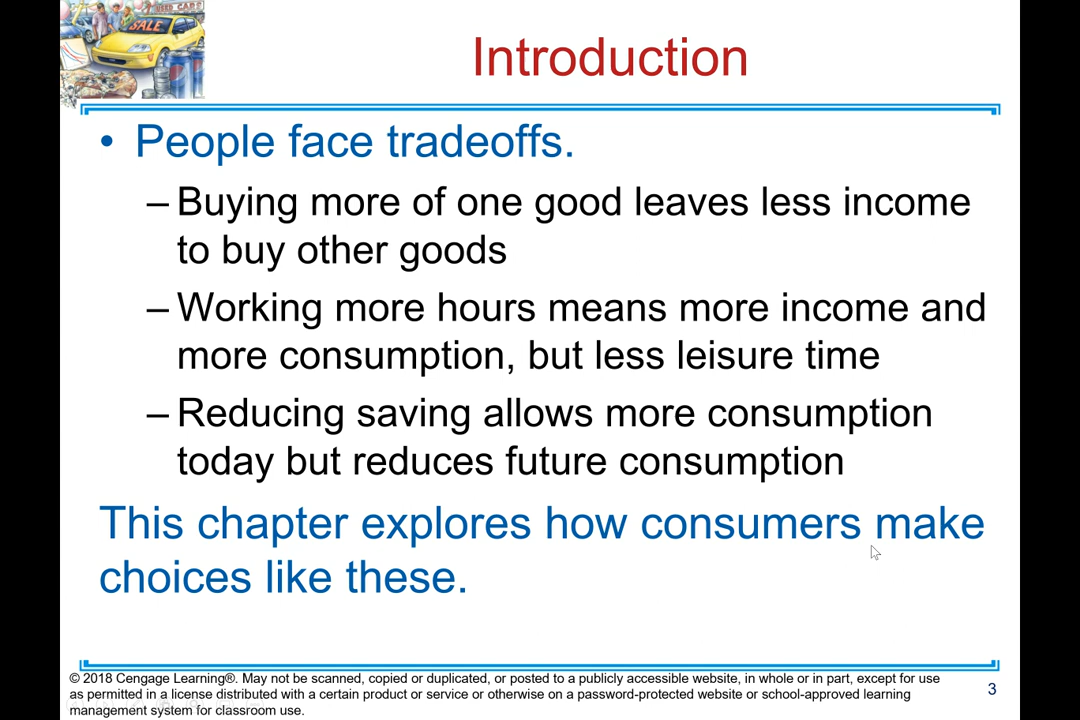 USED CARS
SALE
Introduction
• People face tradeoffs.
– Buying more of one good leaves less income
to buy other goods
– Working more hours means more income and
more consumption, but less leisure time
– Reducing saving allows more consumption
today but reduces future consumption
This chapter explores how consumers make
choices like these.
© 2018 Cengage Learning®. May not be scanned, copied or duplicated, or posted to a publicly accessible website, in whole or in part, except for use
as permitted in a license distributed with a certain product or service or otherwise on a password-protected website or school-approved learning
management system for classroom use.
3